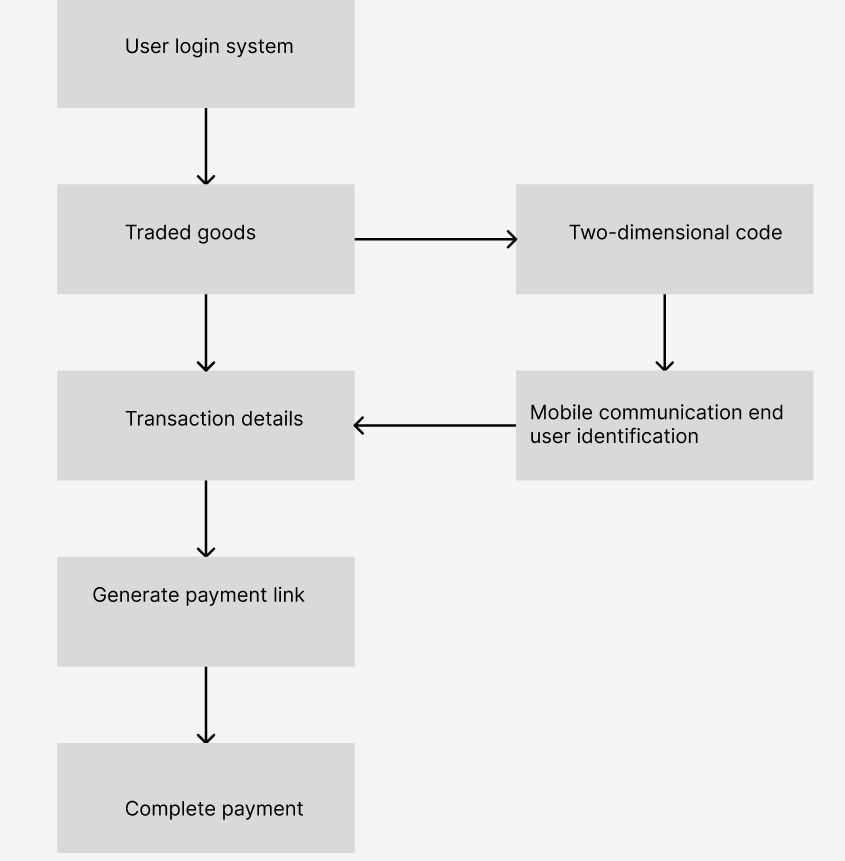 User login system
Traded goods
Two-dimensional code
Transaction details
Mobile communication end
user identification
Generate payment link
Complete payment